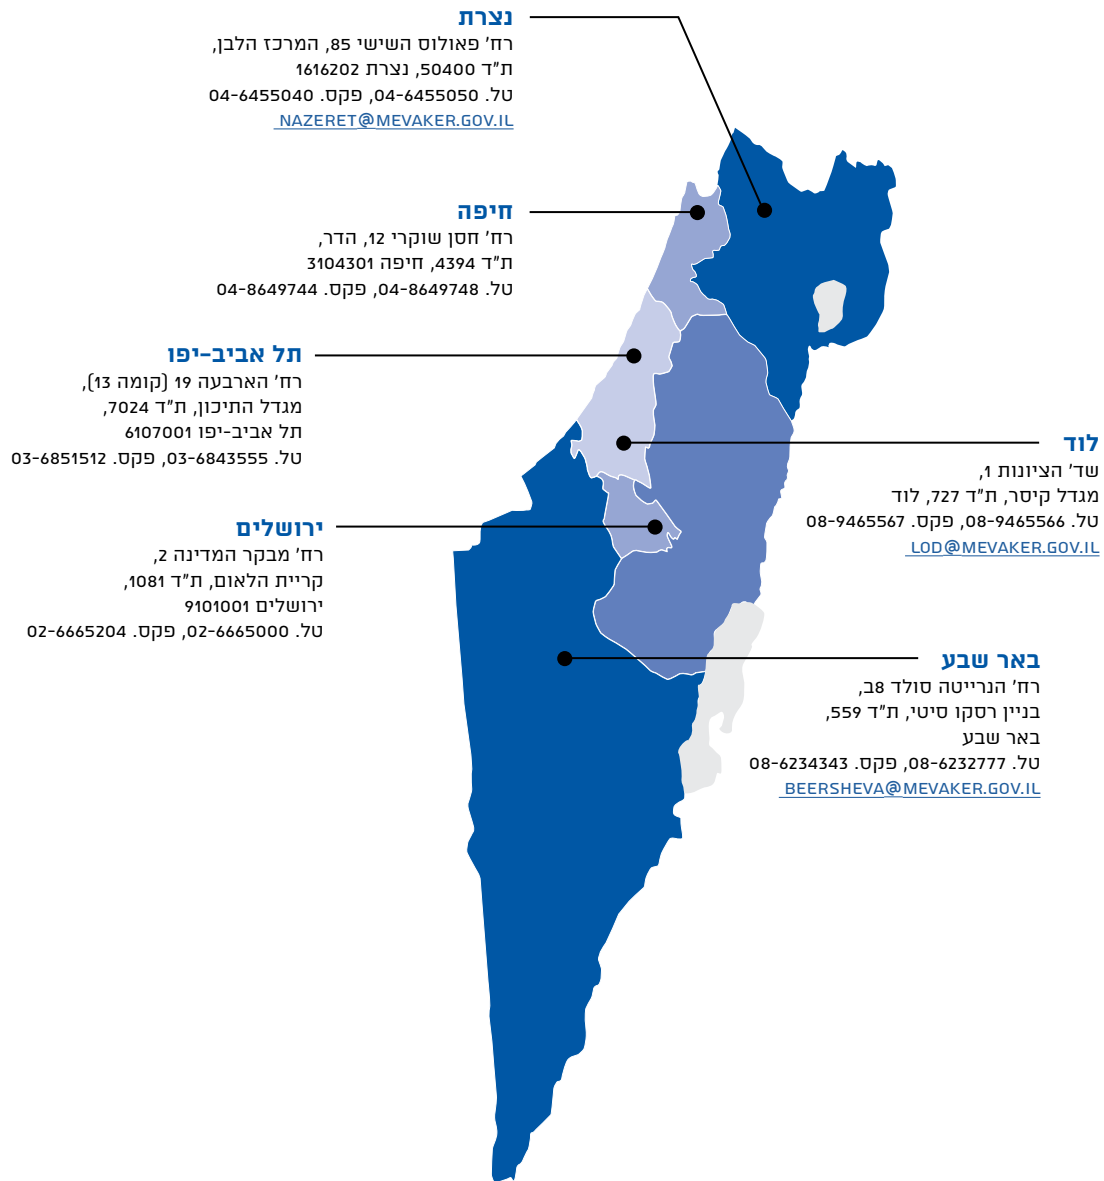 נצרת
רח' פאולוס השישי 85, המרכז הלבן,
ת"ד 50400, נצרת 1616202
טל. 04-6455050, פקס. 04-6455040
NAZERET@MEVAKER.GOV.IL
חיפה
רח' חסן שוקרי 12, הדר,
ת"ד 4394, חיפה 3104301
טל. 04-8649748, פקס. 04-8649744
תל אביב-יפו
רח' הארבעה 19 (קומה 13),
מגדל התיכון, ת"ד 7024,
תל אביב-יפו 6107001
טל. 03-6843555, פקס. 03-6851512
לוד
שד' הציונות 1,
מגדל קיסר, ת"ד 727, לוד
טל. 08-9465566, פקס. 08-9465567
LOD@MEVAKER.GOV.IL
ירושלים
רח' מבקר המדינה 2,
קריית הלאום, ת"ד 1081,
ירושלים 9101001
טל. 02-6665000, פקס. 02-6665204
באר שבע
רח' הנרייטה סולד 8ב,
בניין רסקו סיטי, ת"ד 559,
באר שבע
טל. 08-6232777, פקס. 08-6234343
BEERSHEVA@MEVAKER.GOV.IL